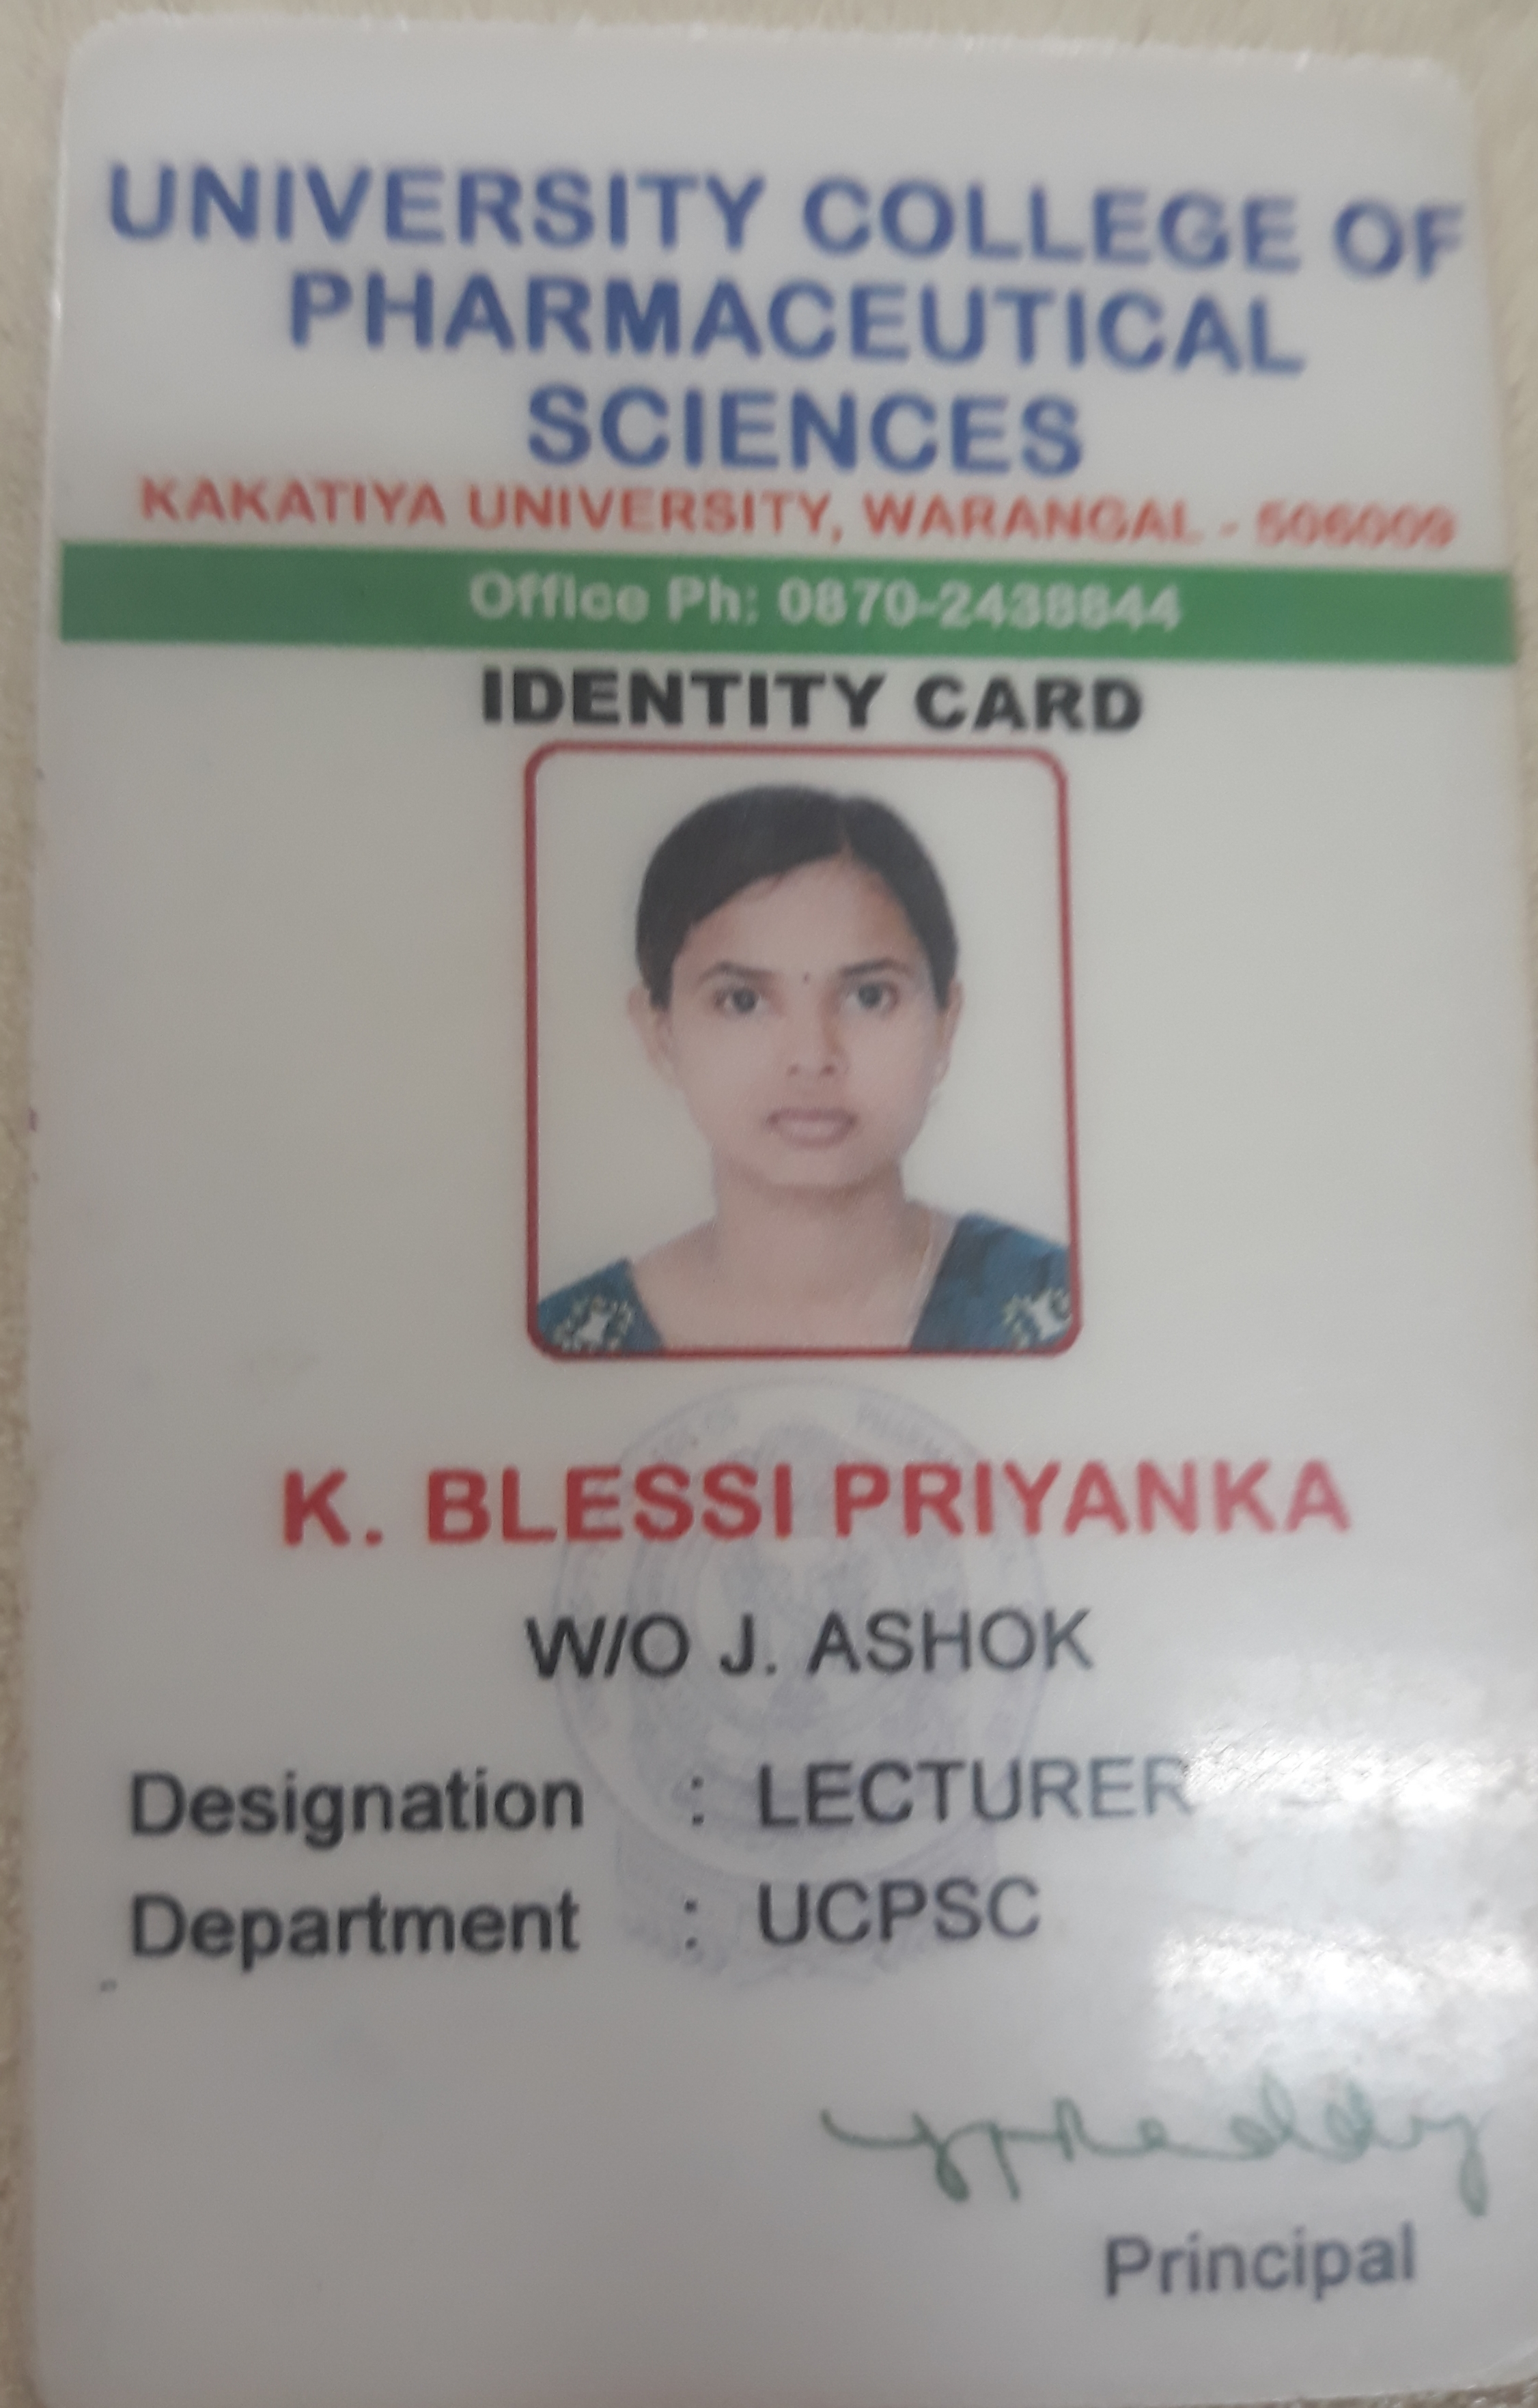 UNIVERSITY COLLEGE OF
PHARMACEUTICAL
SCIENCES
KAKATIYA UNIVERSITY, WARANGAL - 506009
Office Ph: 0870-2438844
IDENTITY CARD
K. BLESSI PRIYANKA
W/O J. ASHOK
Designation : LECTURER
Department : UCPSC
Principal